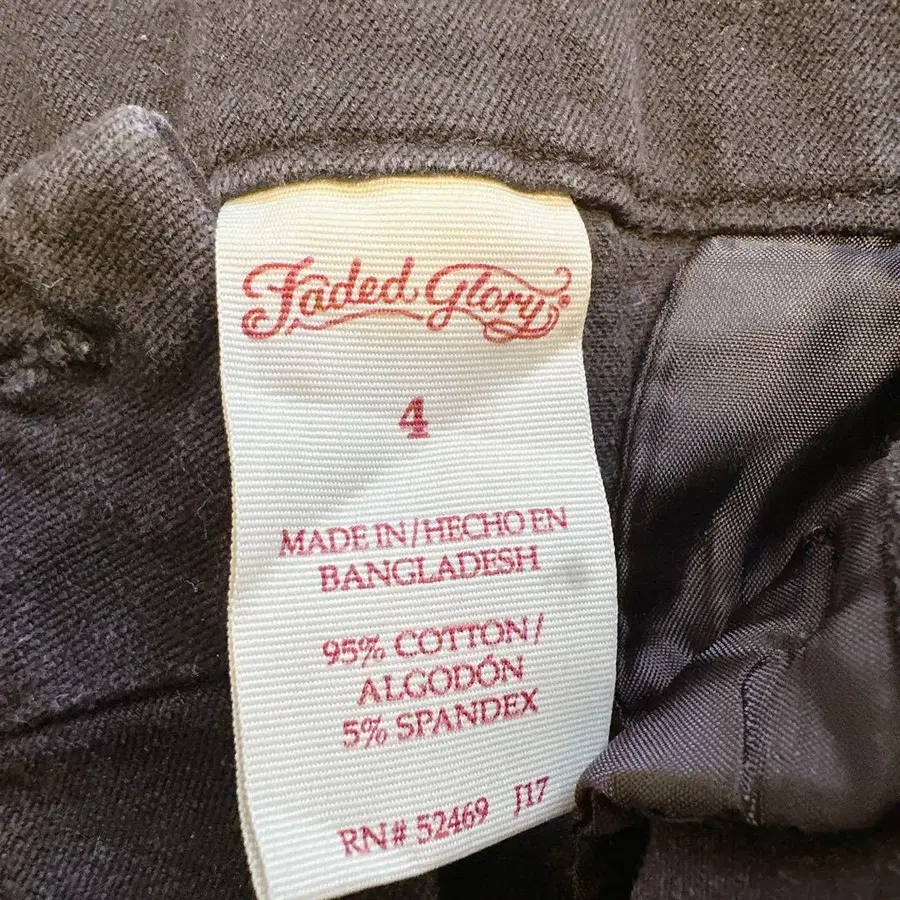 Faded Glory®
4
MADE IN/HECHO EN
BANGLADESH
95% COTTON/
ALGODÓN
5% SPANDEX
RN# 52469 J17